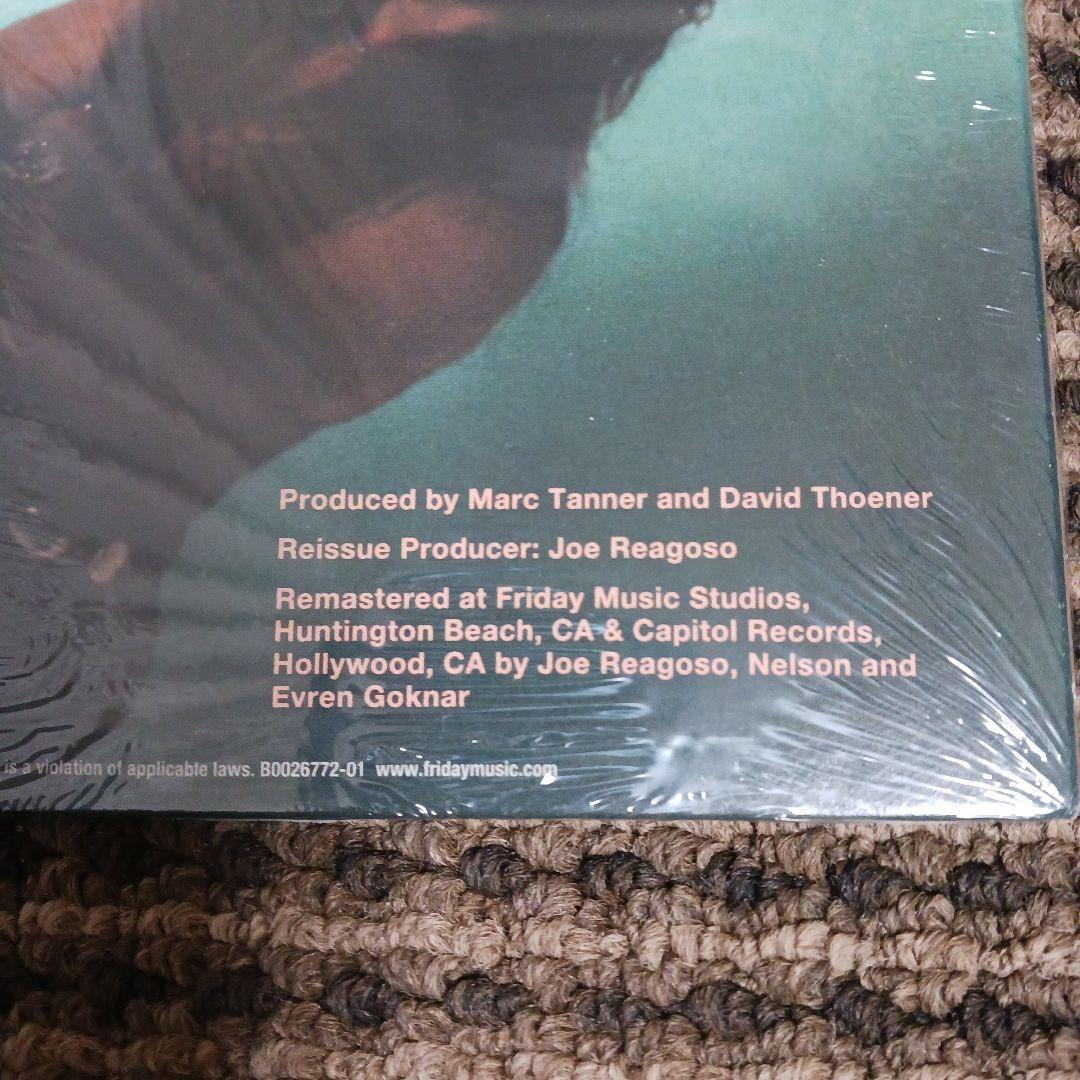 Produced by Marc Tanner and David Thoener
Reissue Producer: Joe Reagoso
Remastered at Friday Music Studios,
Huntington Beach, CA & Capitol Records,
Hollywood, CA by Joe Reagoso, Nelson and
Evren Goknar
is a violation of applicable laws. B0026772-01 www.fridaymusic.com